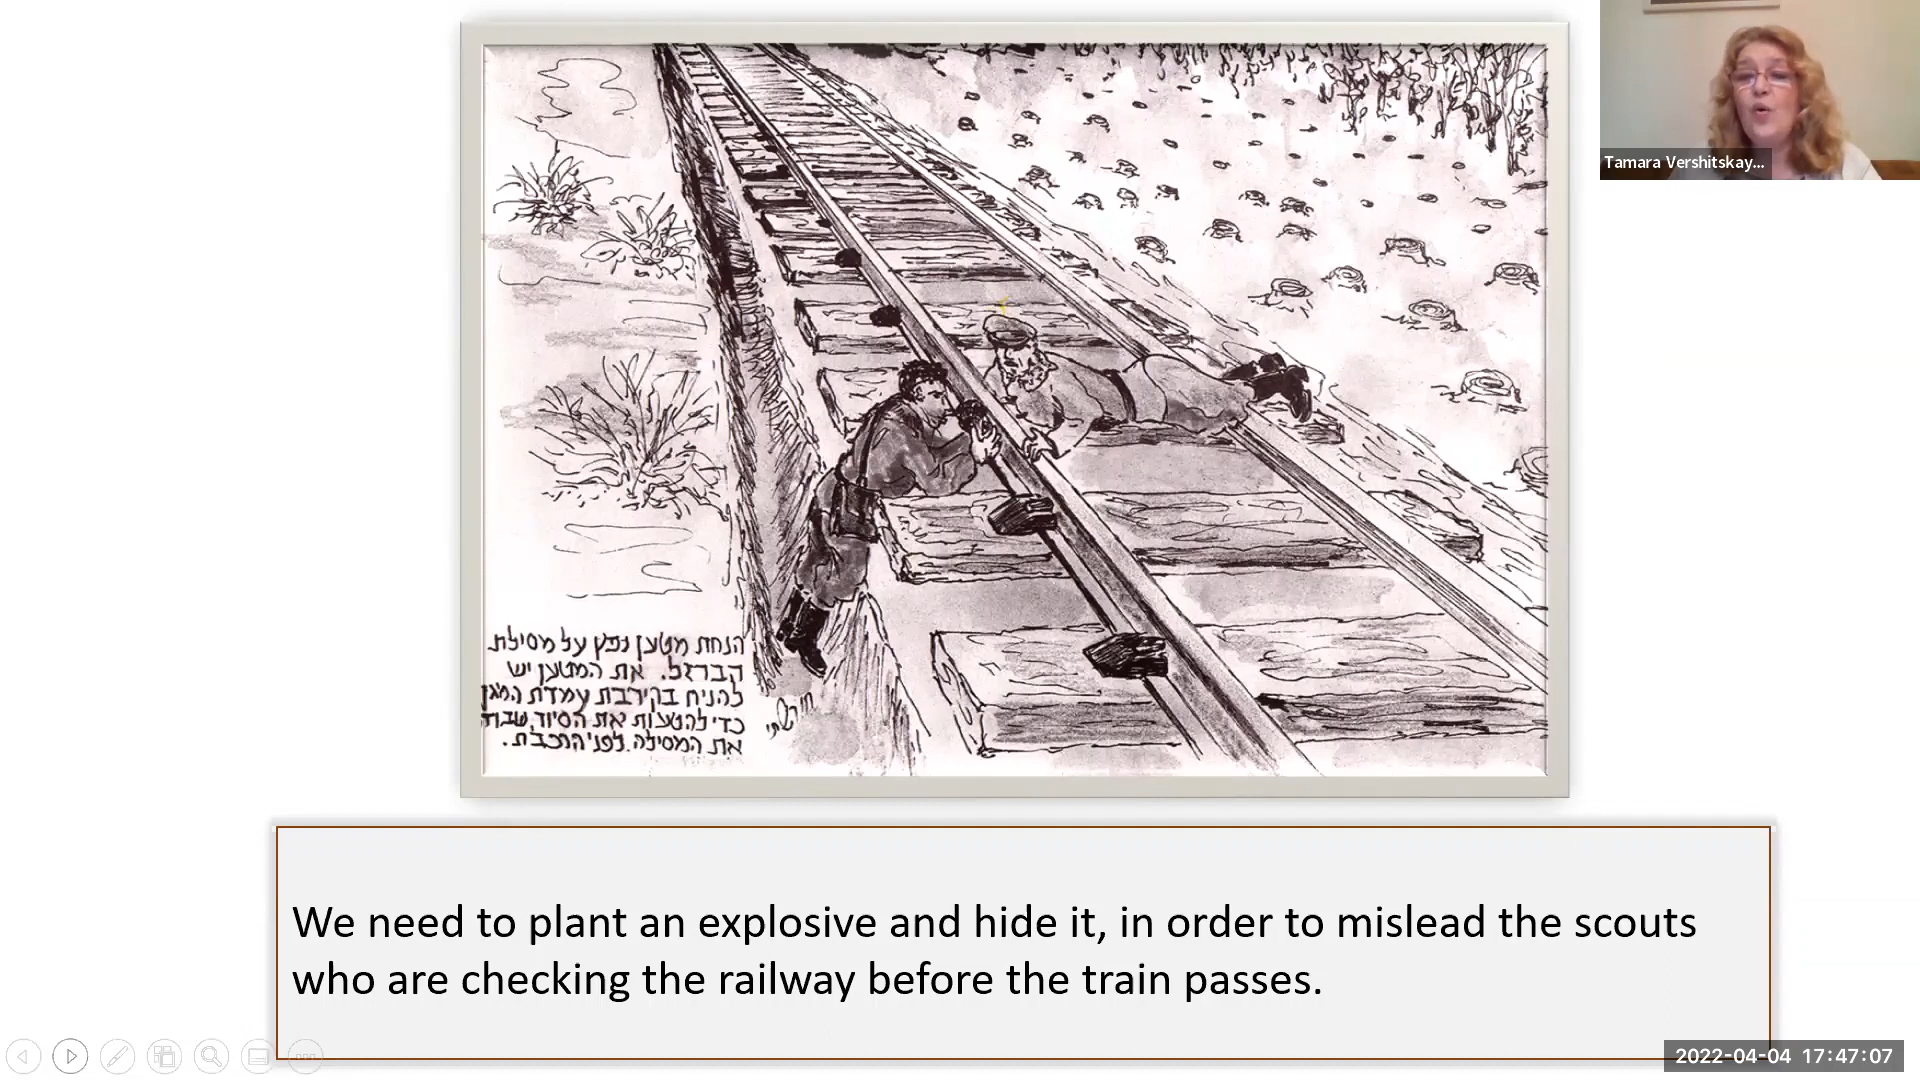 Tamara Vershitskay...
הנחת מטען נפץ על מסילת
הברזל. את המטען יש
להניח בקירבת עמדת המגן
כדי להטעות את הסיור, שבודק
את המסילה לפני הרכבת.
We need to plant an explosive and hide it, in order to mislead the scouts
who are checking the railway before the train passes.
2022-04-04 17:47:07